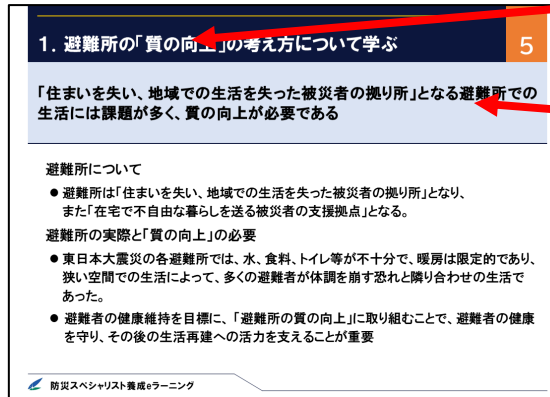 1. 避難所の「質の向上」の考え方について学ぶ
5
「住まいを失い、地域での生活を失った被災者の拠り所」となる避難所での
生活には課題が多く、質の向上が必要である
避難所について
● 避難所は「住まいを失い、地域での生活を失った被災者の拠り所」となり、
また「在宅で不自由な暮らしを送る被災者の支援拠点」となる。
避難所の実際と「質の向上」の必要
● 東日本大震災の各避難所では、水、食料、トイレ等が不十分で、暖房は限定的であり、
狭い空間での生活によって、多くの避難者が体調を崩す恐れと隣り合わせの生活で
あった。
● 避難者の健康維持を目標に、「避難所の質の向上」に取り組むことで、避難者の健康
を守り、その後の生活再建への活力を支えることが重要
防災スペシャリスト養成eラーニング